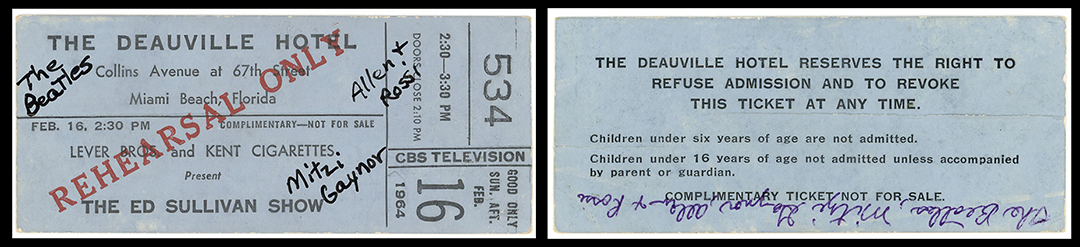 THE DEAUVILLE HOTEL
Collins Avenue at 67th Street
Miami Beach, Florida
FEB. 16, 2:30 PM COMPLIMENTARY—NOT FOR SALE
LEVER BROS. and KENT CIGARETTES.
Present
THE ED SULLIVAN SHOW
REHEARSAL ONLY
The
Beatles
Allen &
Rossi
Mitzi
Gaynor
2:30—3:30 PM
DOORS CLOSE 2:10 PM
534
CBS TELEVISION
GOOD ONLY
SUN. AFT.
FEB.
16
1964
THE DEAUVILLE HOTEL RESERVES THE RIGHT TO
REFUSE ADMISSION AND TO REVOKE
THIS TICKET AT ANY TIME.
Children under six years of age are not admitted.
Children under 16 years of age not admitted unless accompanied
by parent or guardian.
COMPLIMENTARY TICKET NOT FOR SALE.
The Beatles, Mitzi Gaynor Allen &